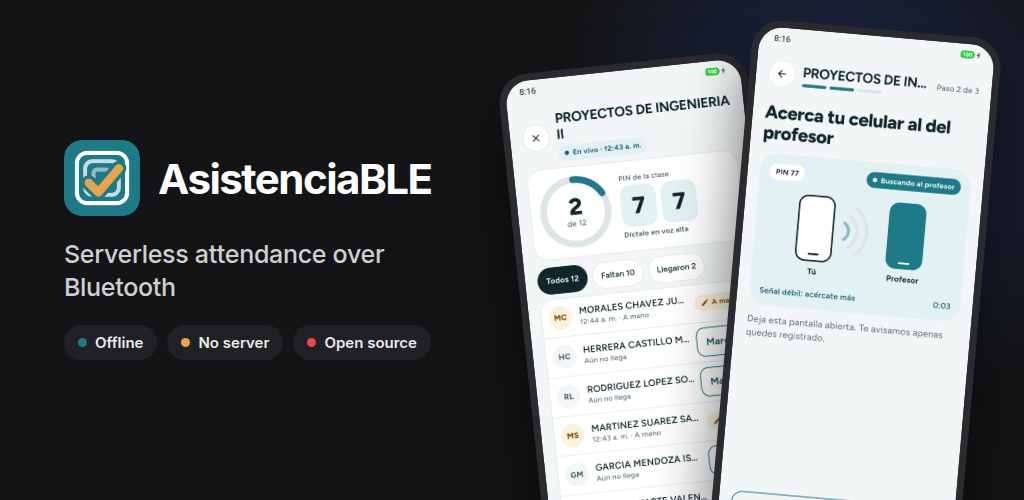 AsistenciaBLE
Serverless attendance over
Bluetooth
Offline
No server
Open source
8:16
100
PROYECTOS DE INGENIERIA
II
En vivo · 12:43 a. m.
2
de 12
PIN de la clase
7 7
Díctalo en voz alta
Todos 12
Faltan 10
Llegaron 2
MC
MORALES CHAVEZ JU...
12:44 a. m. · A mano
HC
HERRERA CASTILLO M...
Aún no llega
RL
RODRIGUEZ LOPEZ SO...
Aún no llega
MS
MARTINEZ SUAREZ SA...
12:43 a. m. · A mano
GM
GARCIA MENDOZA IS...
Aún no llega
8:16
100
PROYECTOS DE IN...
Paso 2 de 3
Acerca tu celular al del
profesor
PIN 77
Buscando al profesor
Tú
Profesor
Señal débil: acércate más
0:03
Deja esta pantalla abierta. Te avisamos apenas
quedes registrado.